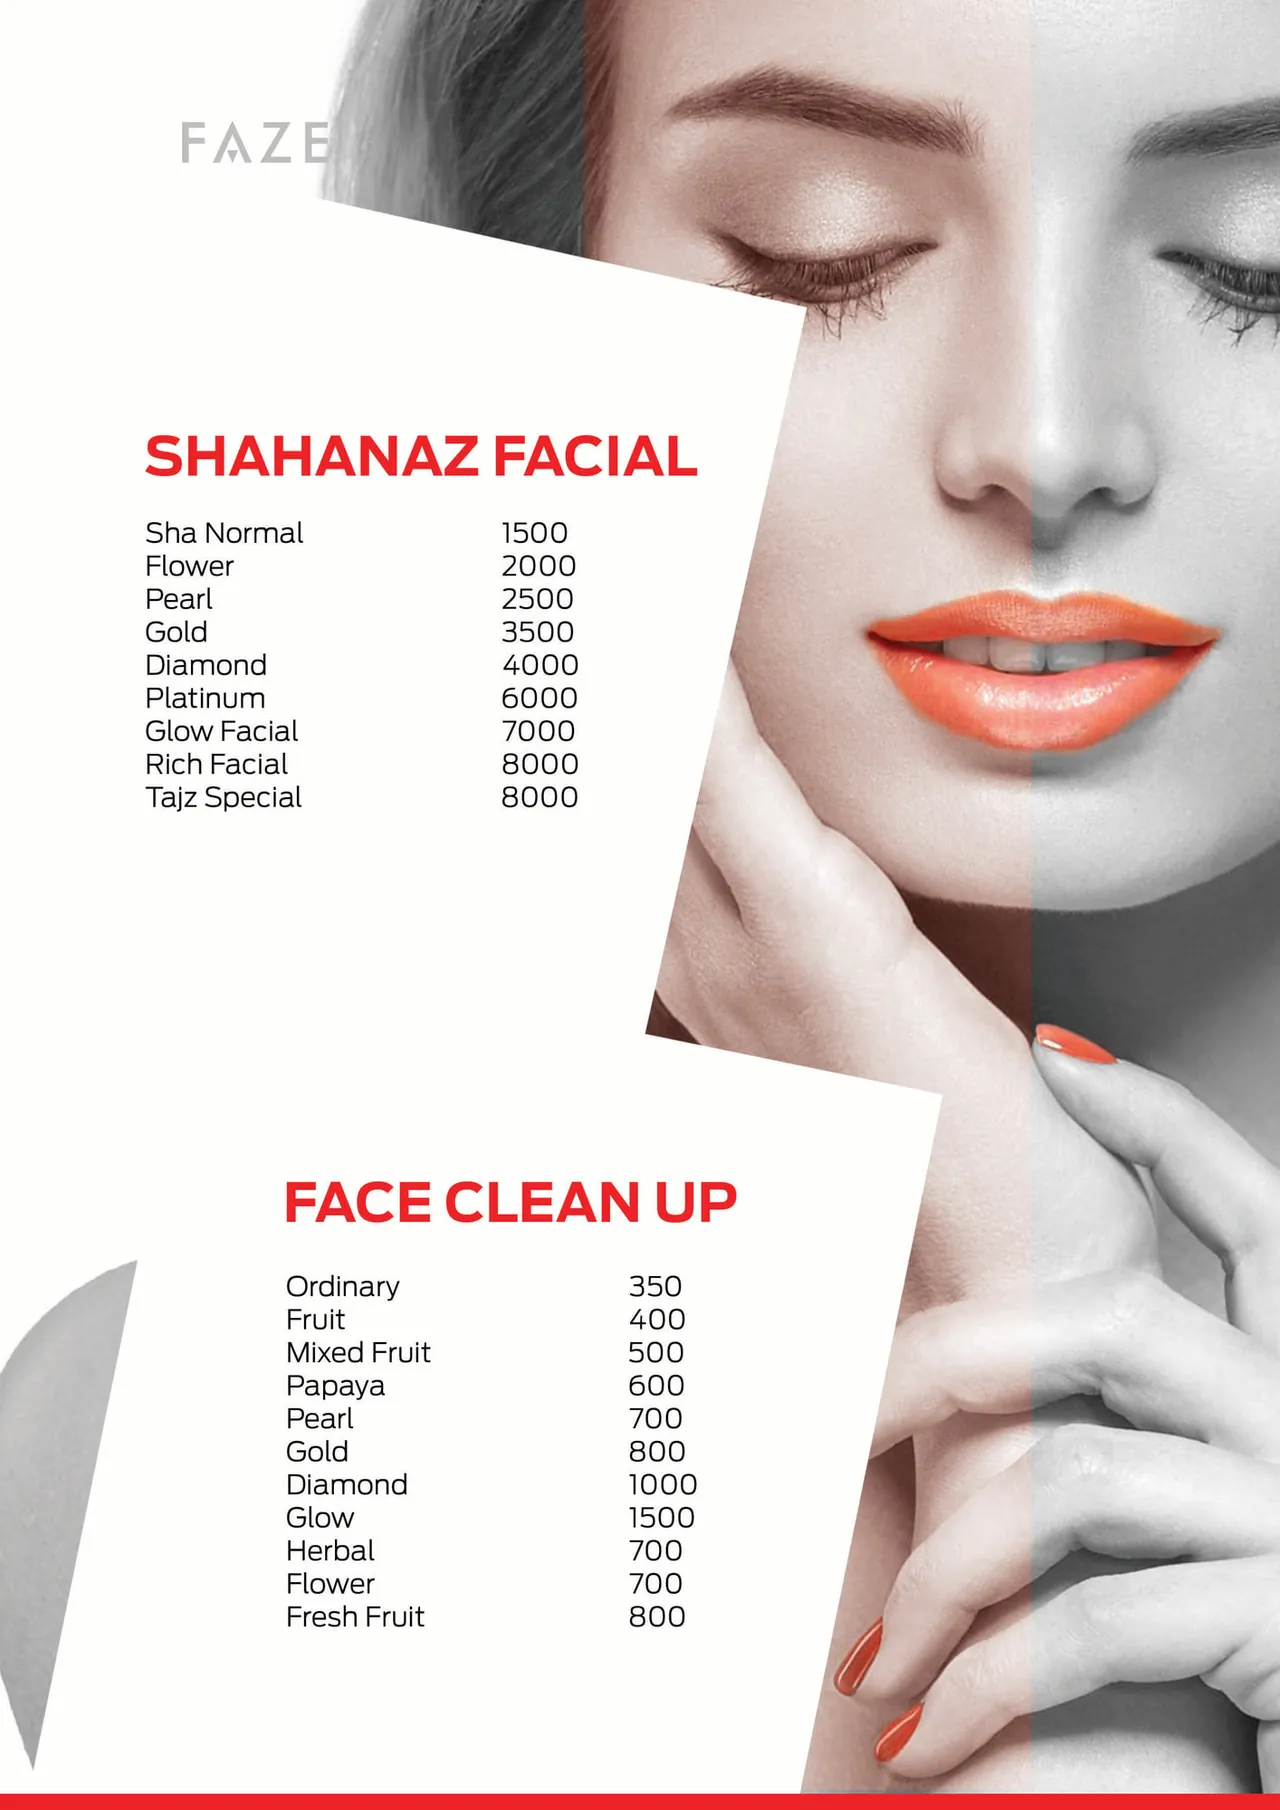 FAZE
SHAHANAZ FACIAL
Sha Normal 1500
Flower 2000
Pearl 2500
Gold 3500
Diamond 4000
Platinum 6000
Glow Facial 7000
Rich Facial 8000
Tajz Special 8000
FACE CLEAN UP
Ordinary 350
Fruit 400
Mixed Fruit 500
Papaya 600
Pearl 700
Gold 800
Diamond 1000
Glow 1500
Herbal 700
Flower 700
Fresh Fruit 800